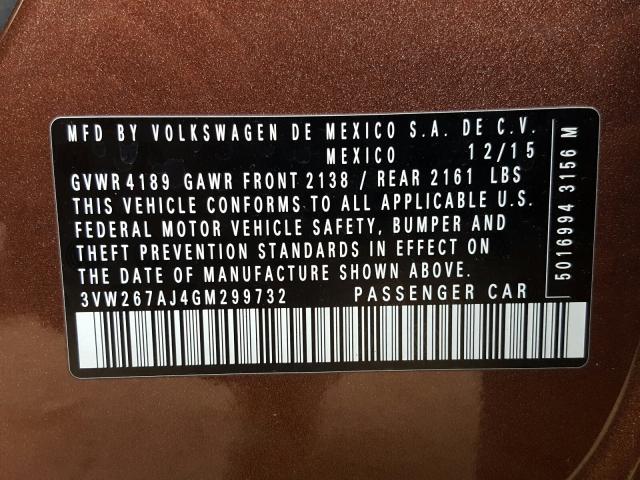 MFD BY VOLKSWAGEN DE MEXICO S.A. DE C.V.
MEXICO 12/15
GVWR 4189 GAWR FRONT 2138 / REAR 2161 LBS
THIS VEHICLE CONFORMS TO ALL APPLICABLE U.S.
FEDERAL MOTOR VEHICLE SAFETY, BUMPER AND
THEFT PREVENTION STANDARDS IN EFFECT ON
THE DATE OF MANUFACTURE SHOWN ABOVE.
3VW267AJ4GM299732 PASSENGER CAR
5016994 3156 M